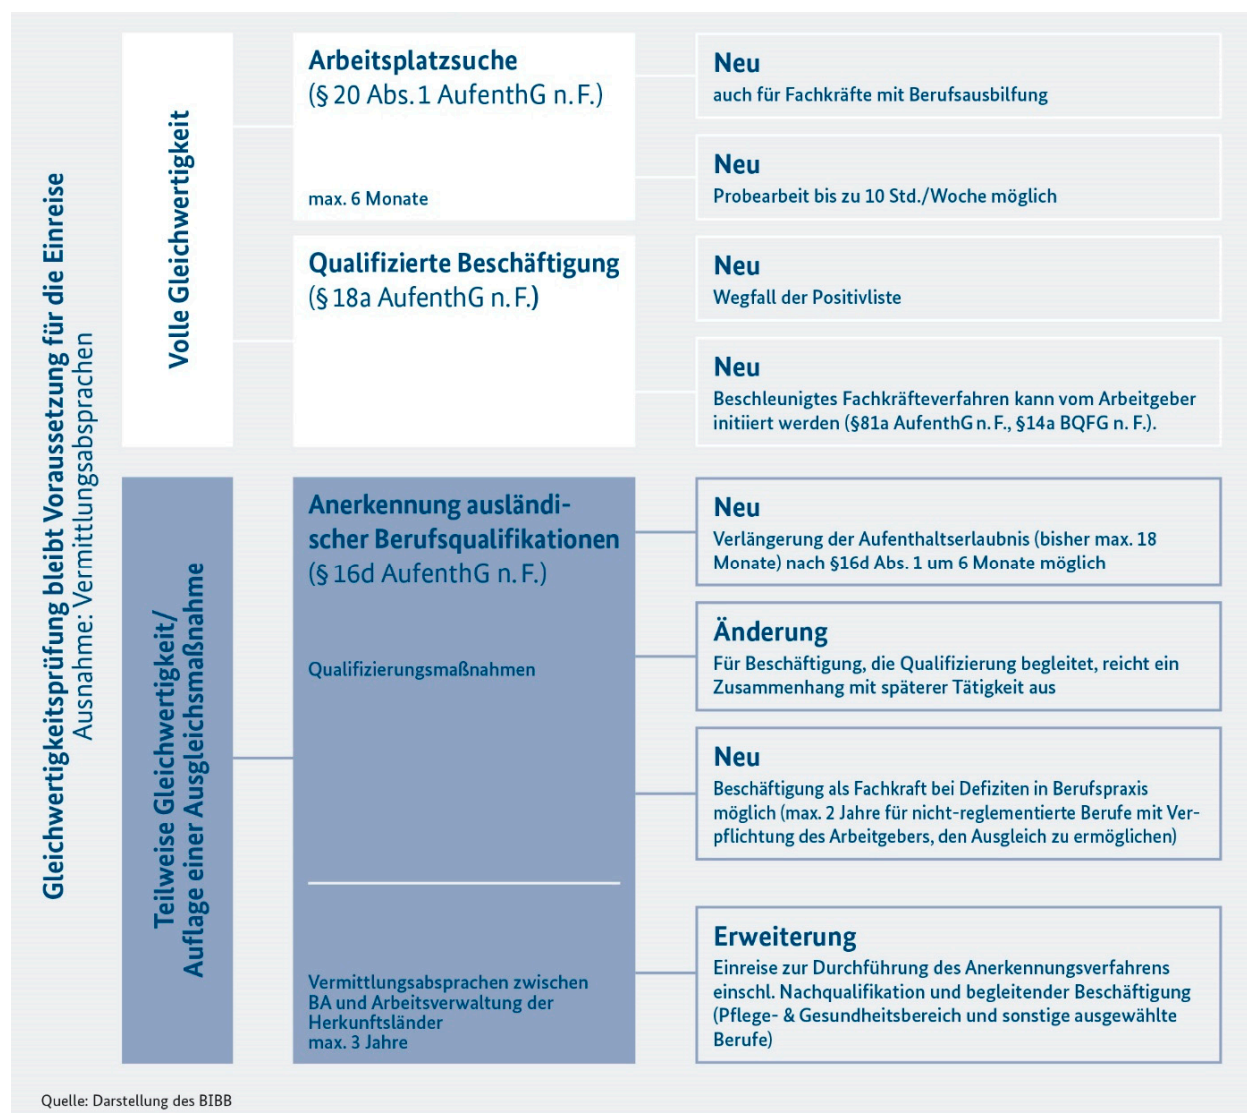 Gleichwertigkeitsprüfung bleibt Voraussetzung für die Einreise
Ausnahme: Vermittlungsabsprachen
Volle Gleichwertigkeit
Arbeitsplatzsuche
(§ 20 Abs. 1 AufenthG n. F.)
max. 6 Monate
Neu
auch für Fachkräfte mit Berufsausbilfung
Neu
Probearbeit bis zu 10 Std./Woche möglich
Qualifizierte Beschäftigung
(§ 18a AufenthG n. F.)
Neu
Wegfall der Positivliste
Neu
Beschleunigtes Fachkräfteverfahren kann vom Arbeitgeber
initiiert werden (§81a AufenthG n. F., §14a BQFG n. F.).
Teilweise Gleichwertigkeit/
Auflage einer Ausgleichsmaßnahme
Anerkennung ausländi-
scher Berufsqualifikationen
(§ 16d AufenthG n. F.)
Qualifizierungsmaßnahmen
Neu
Verlängerung der Aufenthaltserlaubnis (bisher max. 18
Monate) nach §16d Abs. 1 um 6 Monate möglich
Änderung
Für Beschäftigung, die Qualifizierung begleitet, reicht ein
Zusammenhang mit späterer Tätigkeit aus
Neu
Beschäftigung als Fachkraft bei Defiziten in Berufspraxis
möglich (max. 2 Jahre für nicht-reglementierte Berufe mit Ver-
pflichtung des Arbeitgebers, den Ausgleich zu ermöglichen)
Vermittlungsabsprachen zwischen
BA und Arbeitsverwaltung der
Herkunftsländer
max. 3 Jahre
Erweiterung
Einreise zur Durchführung des Anerkennungsverfahrens
einschl. Nachqualifikation und begleitender Beschäftigung
(Pflege- & Gesundheitsbereich und sonstige ausgewählte
Berufe)
Quelle: Darstellung des BIBB